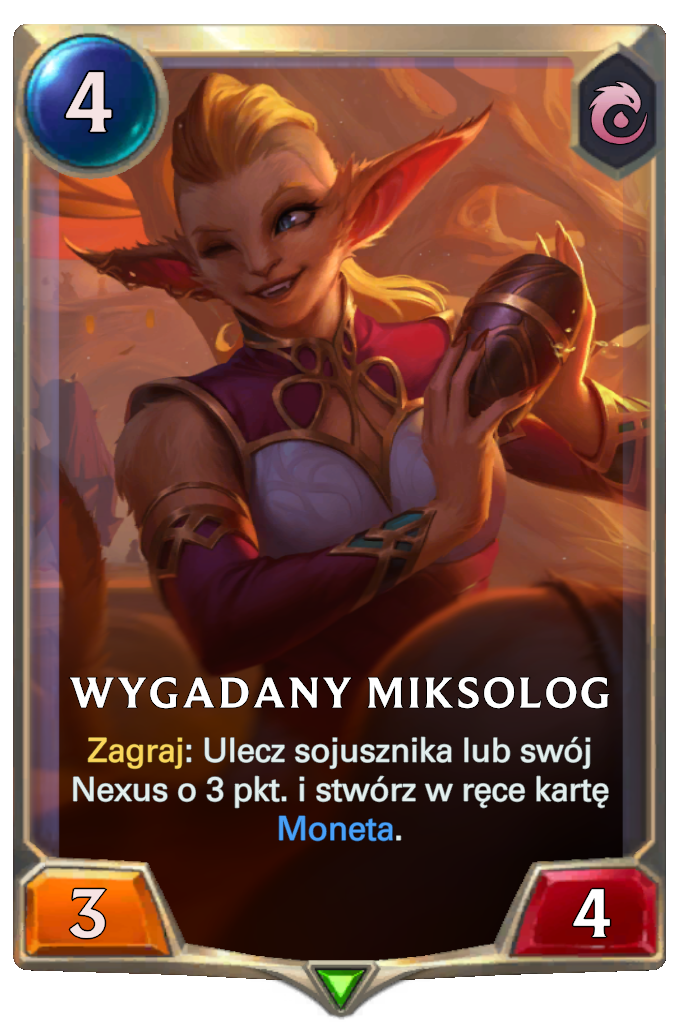 4
WYGADANY MIKSOLOG
Zagraj: Ulecz sojusznika lub swój
Nexus o 3 pkt. i stwórz w ręce kartę
Moneta.
3 4